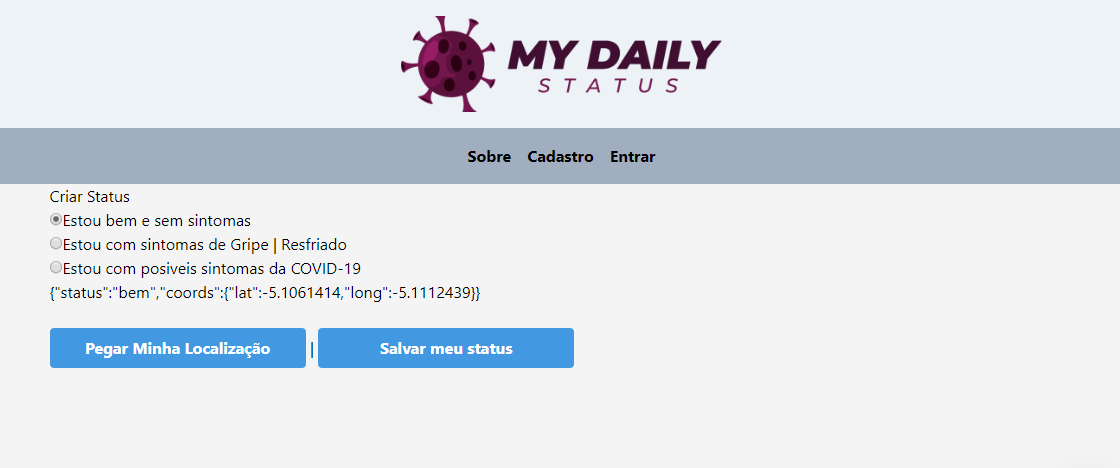 MY DAILY
STATUS
Sobre Cadastro Entrar
Criar Status
Estou bem e sem sintomas
Estou com sintomas de Gripe | Resfriado
Estou com posiveis sintomas da COVID-19
{"status":"bem","coords":{"lat":-5.1061414,"long":-5.1112439}}
Pegar Minha Localização | Salvar meu status